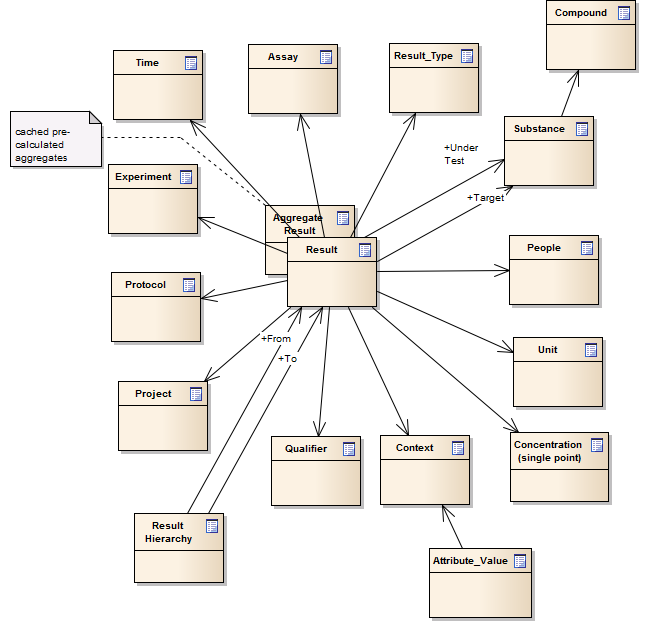 Compound
Time
Assay
Result_Type
cached pre-
calculated
aggregates
Substance
+Under
Test
Experiment
+Target
Aggregate
Result
Result
People
Protocol
+From
Unit
+To
Project
Qualifier
Context
Concentration
(single point)
Result
Hierarchy
Attribute_Value